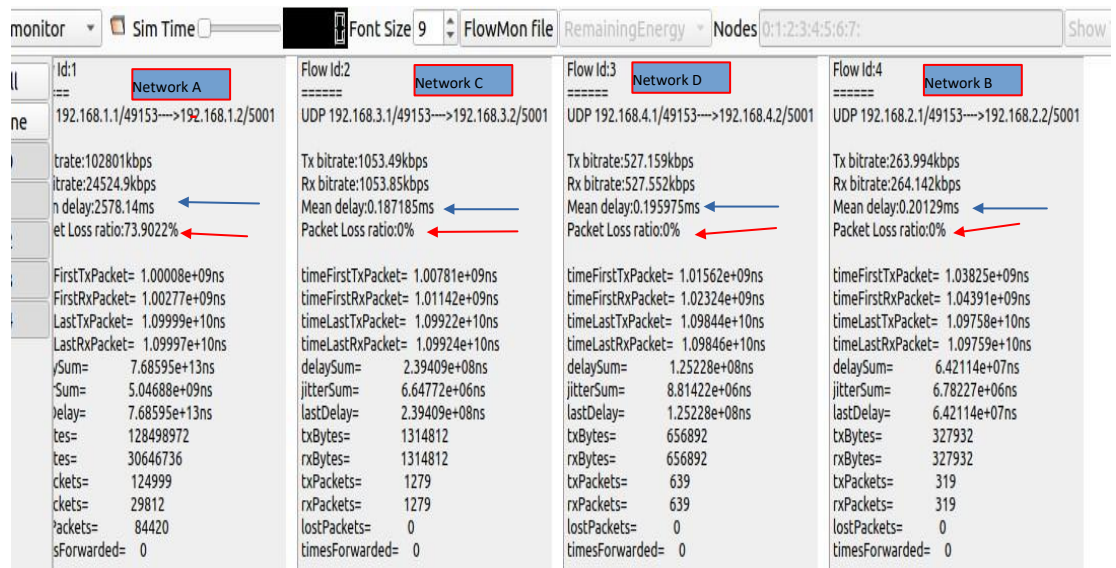 monitor Sim Time 0 Font Size 9 FlowMon file RemainingEnergy Nodes 0:1:2:3:4:5:6:7: Show
ll
ne
Id:1
Network A
===
192.168.1.1/49153---->192.168.1.2/5001
trate:102801kbps
itrate:24524.9kbps
n delay:2578.14ms
et Loss ratio:73.9022%
FirstTxPacket= 1.00008e+09ns
FirstRxPacket= 1.00277e+09ns
LastTxPacket= 1.09999e+10ns
LastRxPacket= 1.09997e+10ns
ySum= 7.68595e+13ns
rSum= 5.04688e+09ns
Delay= 7.68595e+13ns
tes= 128498972
tes= 30646736
ckets= 124999
ckets= 29812
Packets= 84420
sForwarded= 0
Flow Id:2
Network C
======
UDP 192.168.3.1/49153---->192.168.3.2/5001
Tx bitrate:1053.49kbps
Rx bitrate:1053.85kbps
Mean delay:0.187185ms
Packet Loss ratio:0%
timeFirstTxPacket= 1.00781e+09ns
timeFirstRxPacket= 1.01142e+09ns
timeLastTxPacket= 1.09922e+10ns
timeLastRxPacket= 1.09924e+10ns
delaySum= 2.39409e+08ns
jitterSum= 6.64772e+06ns
lastDelay= 2.39409e+08ns
txBytes= 1314812
rxBytes= 1314812
txPackets= 1279
rxPackets= 1279
lostPackets= 0
timesForwarded= 0
Flow Id:3
Network D
======
UDP 192.168.4.1/49153---->192.168.4.2/5001
Tx bitrate:527.159kbps
Rx bitrate:527.552kbps
Mean delay:0.195975ms
Packet Loss ratio:0%
timeFirstTxPacket= 1.01562e+09ns
timeFirstRxPacket= 1.02324e+09ns
timeLastTxPacket= 1.09844e+10ns
timeLastRxPacket= 1.09846e+10ns
delaySum= 1.25228e+08ns
jitterSum= 8.81422e+06ns
lastDelay= 1.25228e+08ns
txBytes= 656892
rxBytes= 656892
txPackets= 639
rxPackets= 639
lostPackets= 0
timesForwarded= 0
Flow Id:4
Network B
======
UDP 192.168.2.1/49153---->192.168.2.2/5001
Tx bitrate:263.994kbps
Rx bitrate:264.142kbps
Mean delay:0.20129ms
Packet Loss ratio:0%
timeFirstTxPacket= 1.03825e+09ns
timeFirstRxPacket= 1.04391e+09ns
timeLastTxPacket= 1.09758e+10ns
timeLastRxPacket= 1.09759e+10ns
delaySum= 6.42114e+07ns
jitterSum= 6.78227e+06ns
lastDelay= 6.42114e+07ns
txBytes= 327932
rxBytes= 327932
txPackets= 319
rxPackets= 319
lostPackets= 0
timesForwarded= 0